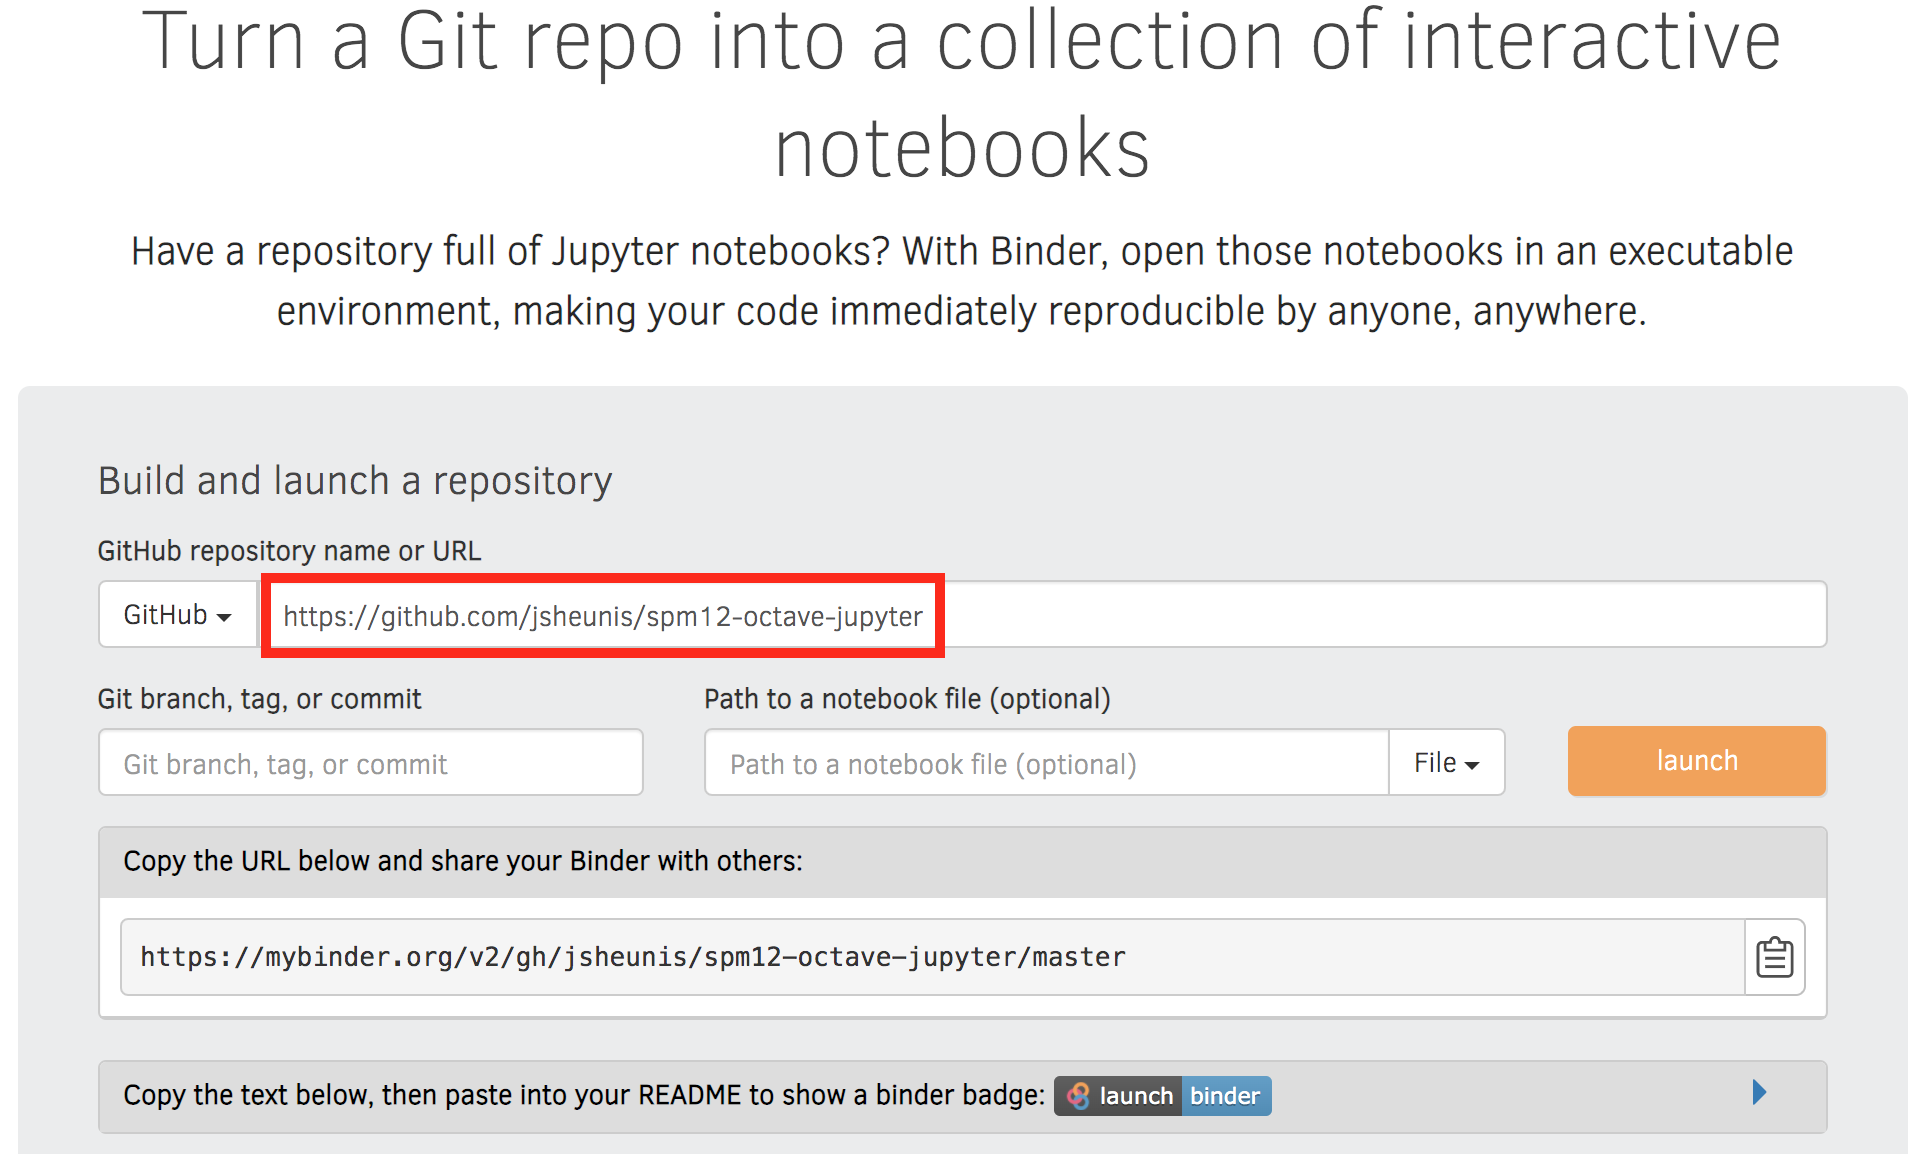 Turn a Git repo into a collection of interactive
notebooks
Have a repository full of Jupyter notebooks? With Binder, open those notebooks in an executable
environment, making your code immediately reproducible by anyone, anywhere.
Build and launch a repository
GitHub repository name or URL
GitHub https://github.com/jsheunis/spm12-octave-jupyter
Git branch, tag, or commit Path to a notebook file (optional)
Git branch, tag, or commit Path to a notebook file (optional) File launch
Copy the URL below and share your Binder with others:
https://mybinder.org/v2/gh/jsheunis/spm12-octave-jupyter/master
Copy the text below, then paste into your README to show a binder badge: launch binder